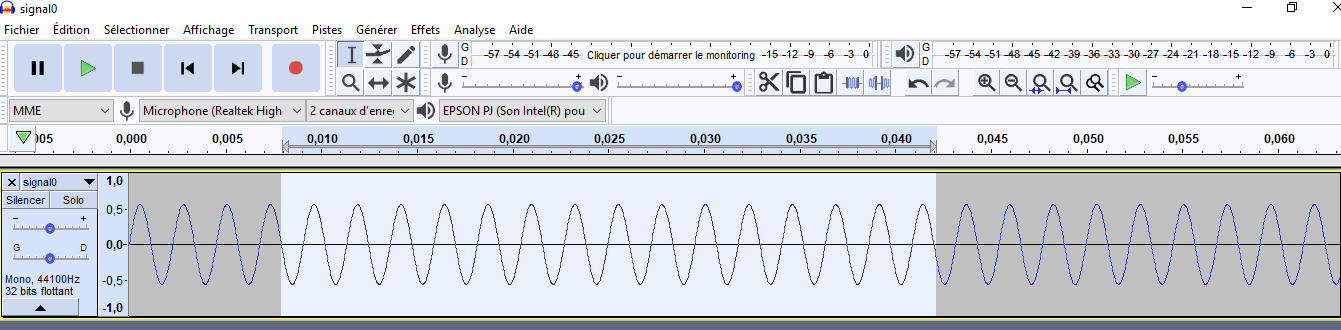 signal0
Fichier Édition Sélectionner Affichage Transport Pistes Générer Effets Analyse Aide
G -57 -54 -51 -48 -45 Cliquer pour démarrer le monitoring -15 -12 -9 -6 -3 0 G -57 -54 -51 -48 -45 -42 -39 -36 -33 -30 -27 -24 -21 -18 -15 -12 -9 -6 -3 0
D D
- + - + - +
MME Microphone (Realtek High 2 canaux d'enreg EPSON PJ (Son Intel(R) pou
005 0,000 0,005 0,010 0,015 0,020 0,025 0,030 0,035 0,040 0,045 0,050 0,055 0,060
signal0 1,0
Silencer Solo
- + 0,5-
G D 0,0-
Mono, 44100Hz -0,5-
32 bits flottant
-1,0